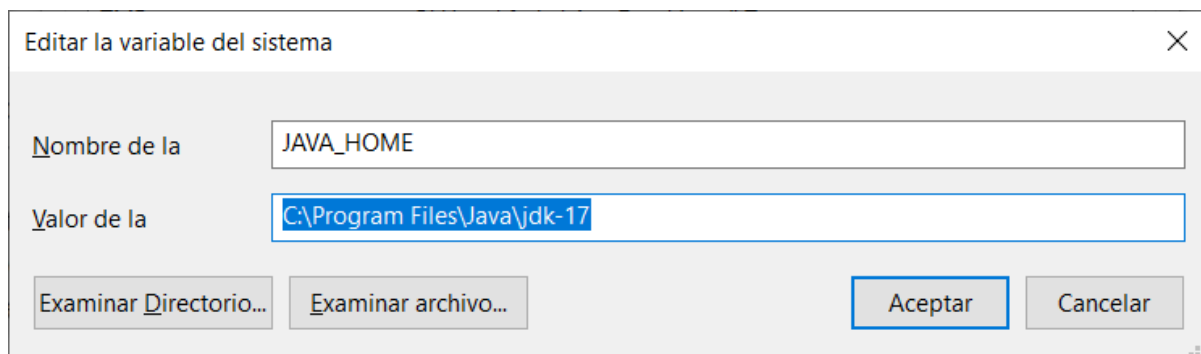 Editar la variable del sistema
Nombre de la
JAVA_HOME
Valor de la
C:\Program Files\Java\jdk-17
Examinar Directorio...
Examinar archivo...
Aceptar
Cancelar